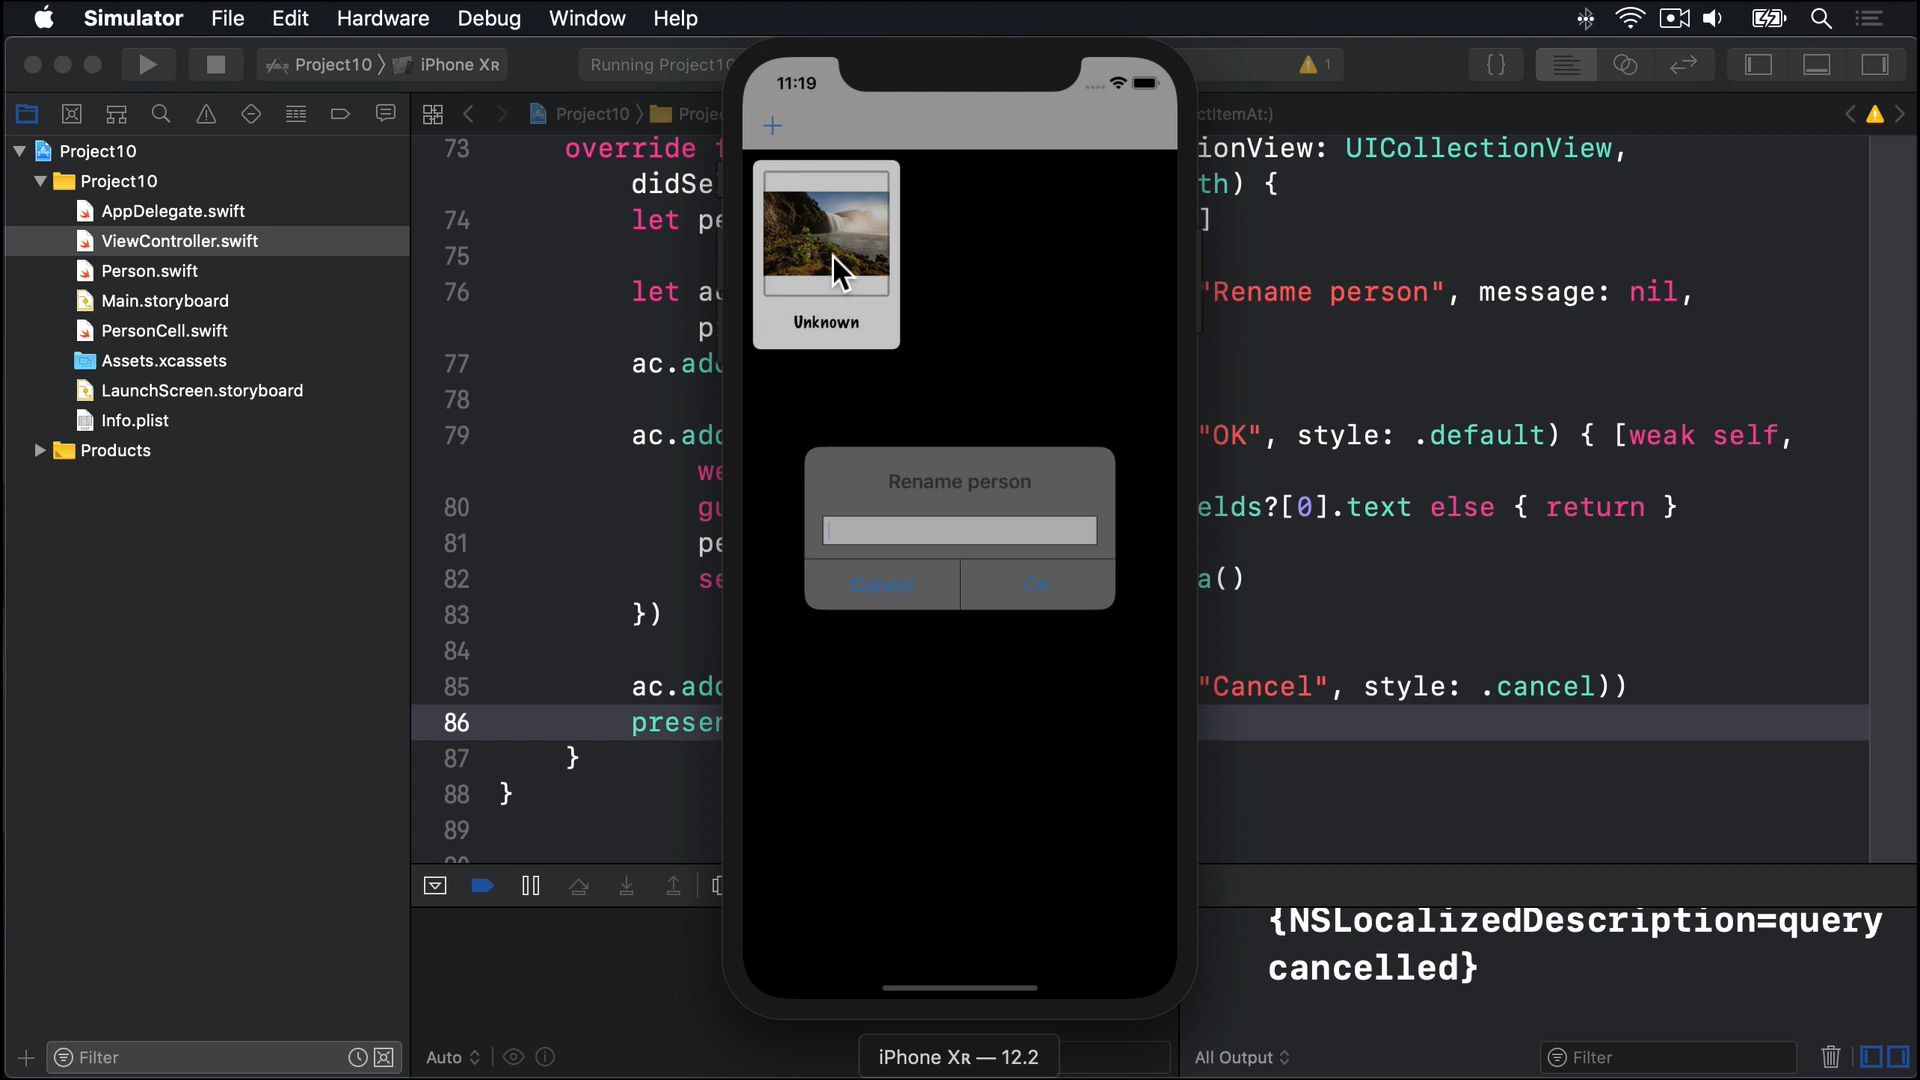 Simulator File Edit Hardware Debug Window Help
Project10 iPhone XR Running Project10 1
Project10
Project10
AppDelegate.swift
ViewController.swift
Person.swift
Main.storyboard
PersonCell.swift
Assets.xcassets
LaunchScreen.storyboard
Info.plist
Products
Filter
Project10 Projec ctItemAt:)
73 override ionView: UICollectionView,
didSe th) {
74 let pe ]
75
76 let a "Rename person", message: nil,
p
77 ac.add
78
79 ac.add "OK", style: .default) { [weak self,
we
80 gu elds?[0].text else { return }
81 pe
82 se a()
83 })
84
85 ac.add "Cancel", style: .cancel))
86 presen
87 }
88 }
89
11:19
+
Unknown
Rename person
Cancel OK
{NSLocalizedDescription=query
cancelled}
Auto
iPhone XR — 12.2
All Output
Filter